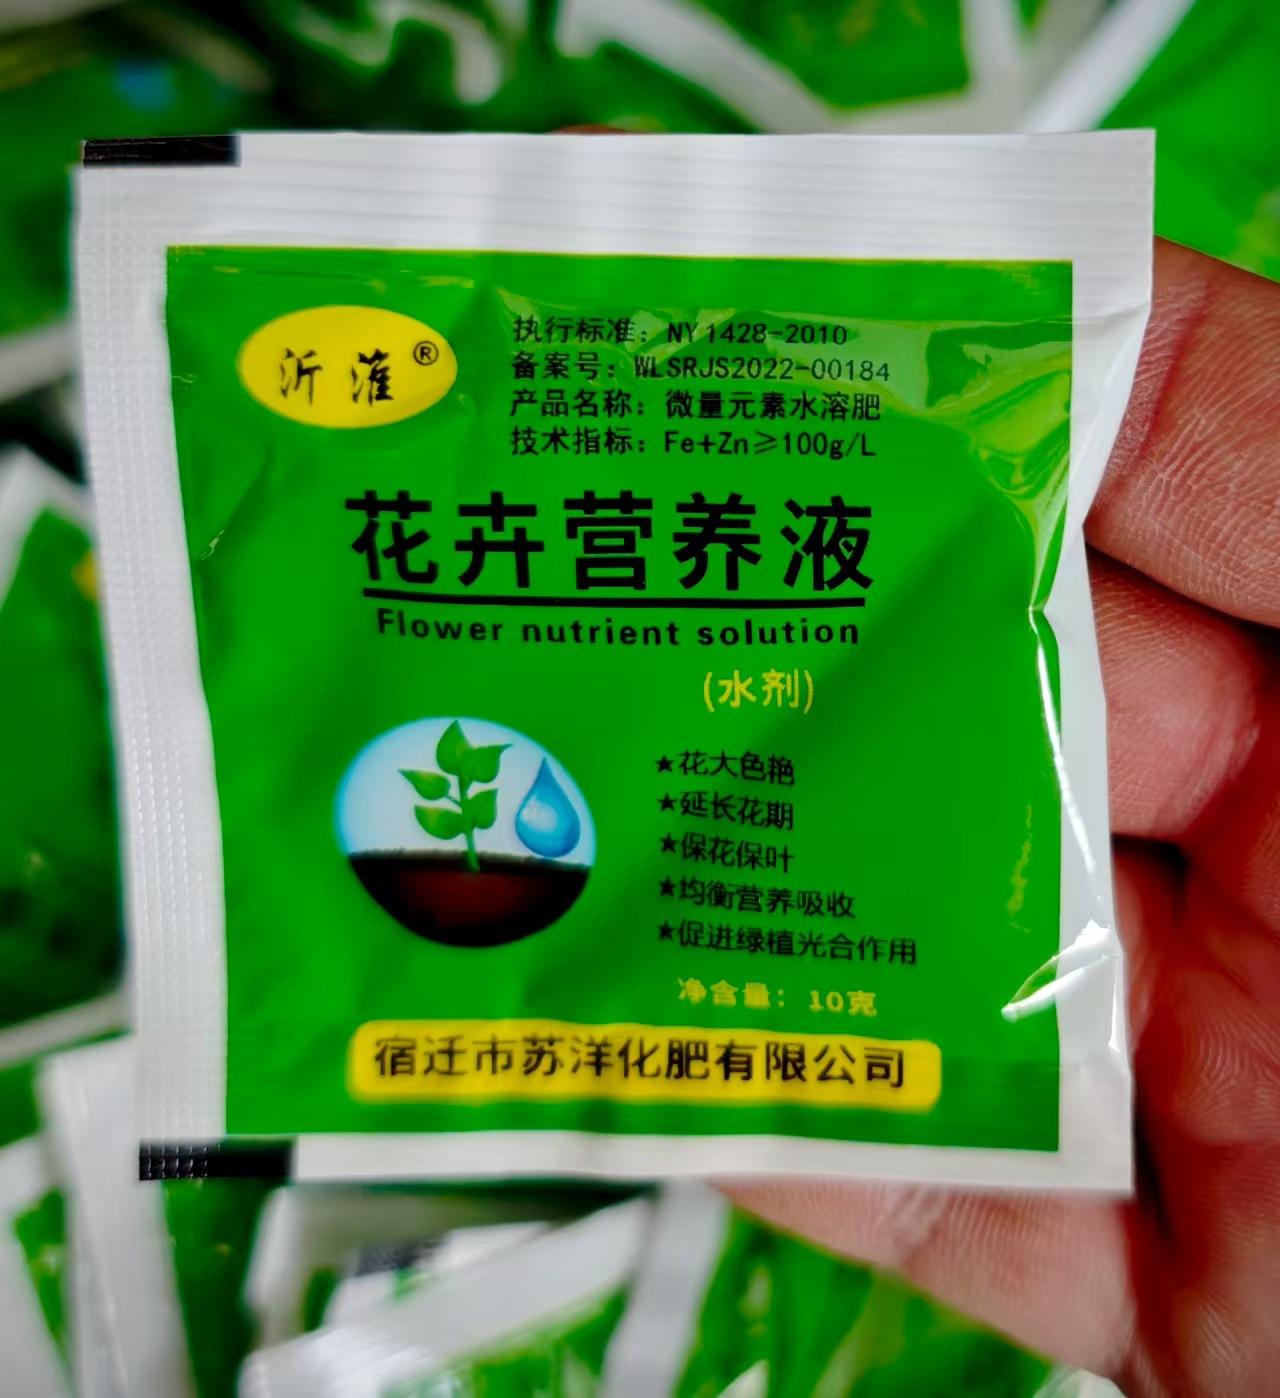 沂淮®
执行标准：NY1428-2010
备案号：WLSRJS2022-00184
产品名称：微量元素水溶肥
技术指标：Fe+Zn≥100g/L
花卉营养液
Flower nutrient solution
(水剂)
★花大色艳
★延长花期
★保花保叶
★均衡营养吸收
★促进绿植光合作用
净含量：10克
宿迁市苏洋化肥有限公司